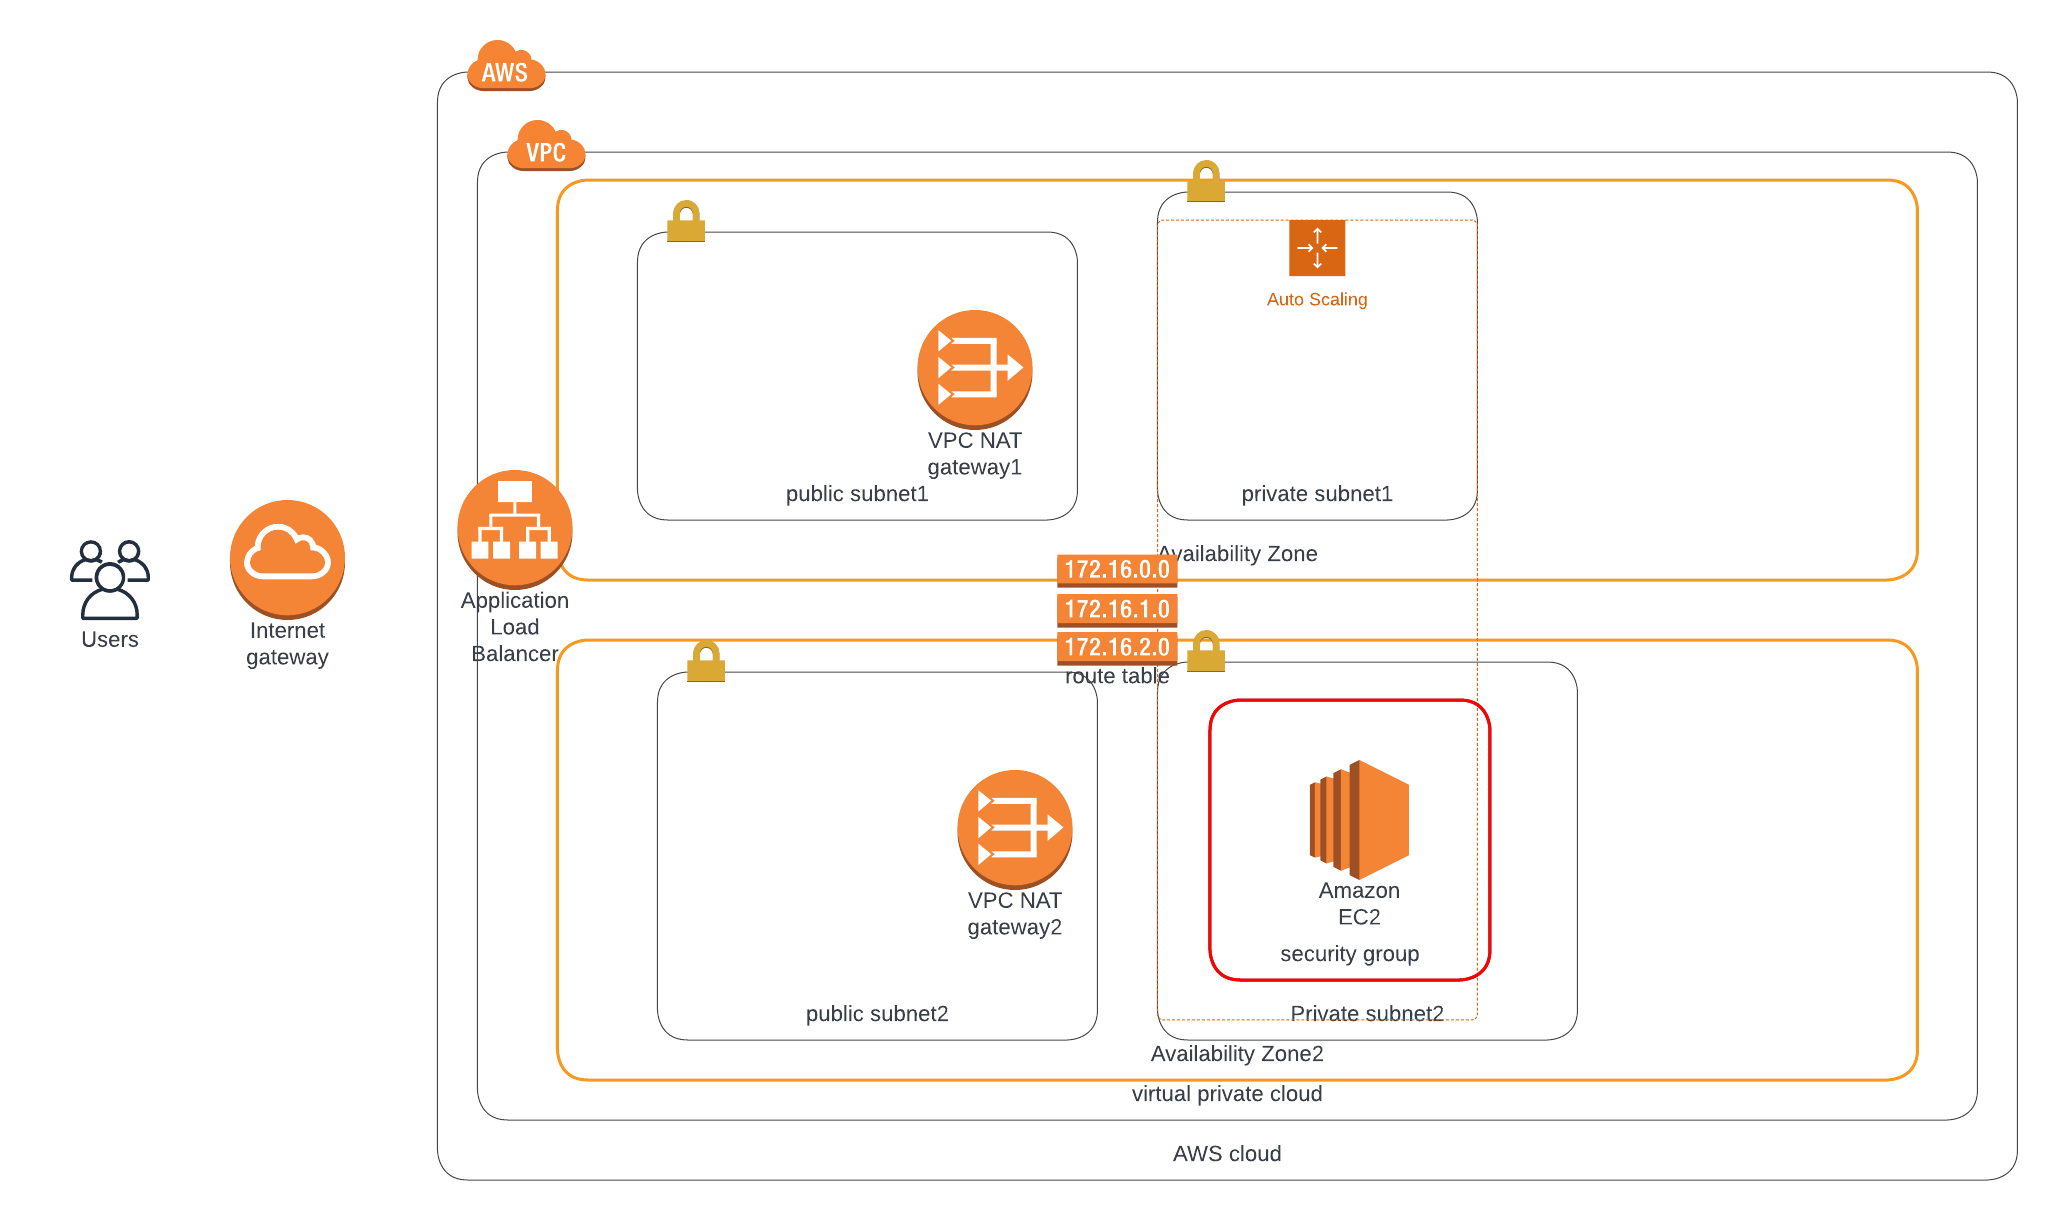 AWS
VPC
Auto Scaling
VPC NAT
gateway1
public subnet1
private subnet1
Availability Zone
172.16.0.0
172.16.1.0
172.16.2.0
route table
Users
Internet
gateway
Application
Load
Balancer
VPC NAT
gateway2
public subnet2
Amazon
EC2
security group
Private subnet2
Availability Zone2
virtual private cloud
AWS cloud